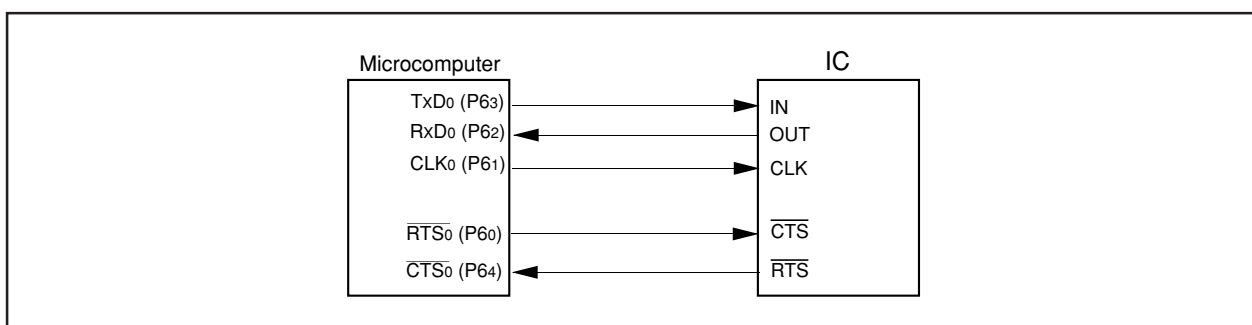 Microcomputer
TxD0 (P63)
RxD0 (P62)
CLK0 (P61)
RTS0 (P60)
CTS0 (P64)
IC
IN
OUT
CLK
CTS
RTS